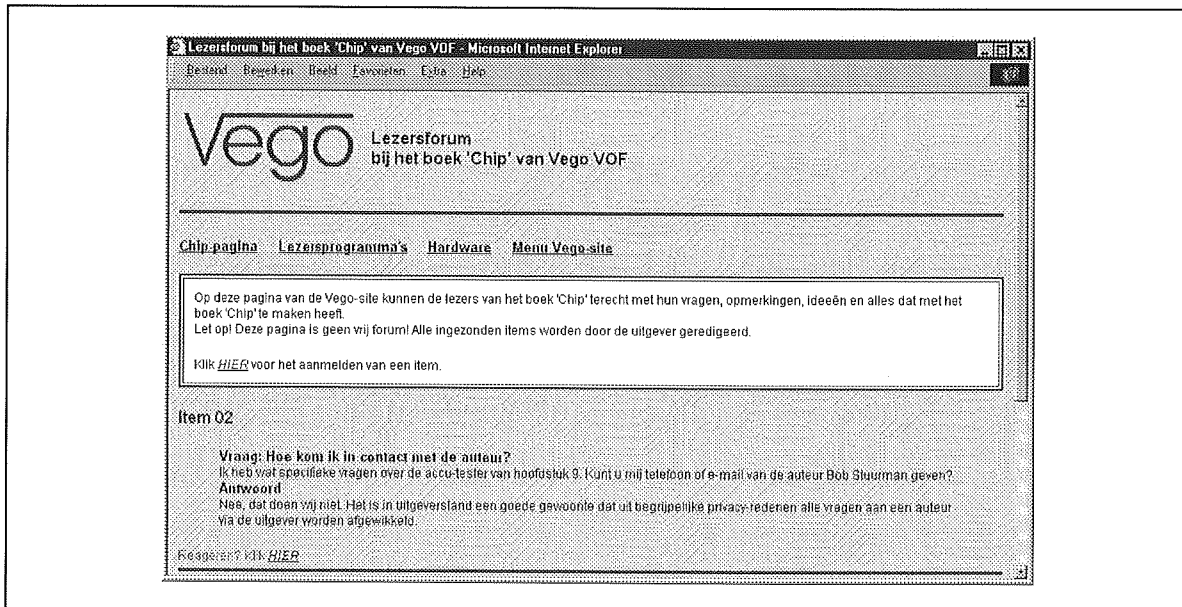 Lezersforum bij het boek 'Chip' van Vego VOF - Microsoft Internet Explorer
Bestand Bewerken Beeld Favorieten Extra Help
Vego
Lezersforum
bij het boek 'Chip' van Vego VOF
Chip-pagina Lezersprogramma's Hardware Menu Vego-site
Op deze pagina van de Vego-site kunnen de lezers van het boek 'Chip' terecht met hun vragen, opmerkingen, ideeën en alles dat met het
boek 'Chip' te maken heeft.
Let op! Deze pagina is geen vrij forum! Alle ingezonden items worden door de uitgever geredigeerd.
Klik HIER voor het aanmelden van een item.
Item 02
Vraag: Hoe kom ik in contact met de auteur?
Ik heb wat specifieke vragen over de accu-tester van hoofdstuk 9. Kunt u mij telefoon of e-mail van de auteur Bob Stuurman geven?
Antwoord
Nee, dat doen wij niet. Het is in uitgeversland een goede gewoonte dat uit begrijpelijke privacy-redenen alle vragen aan een auteur
via de uitgever worden afgewikkeld.
Reageren? Klik HIER